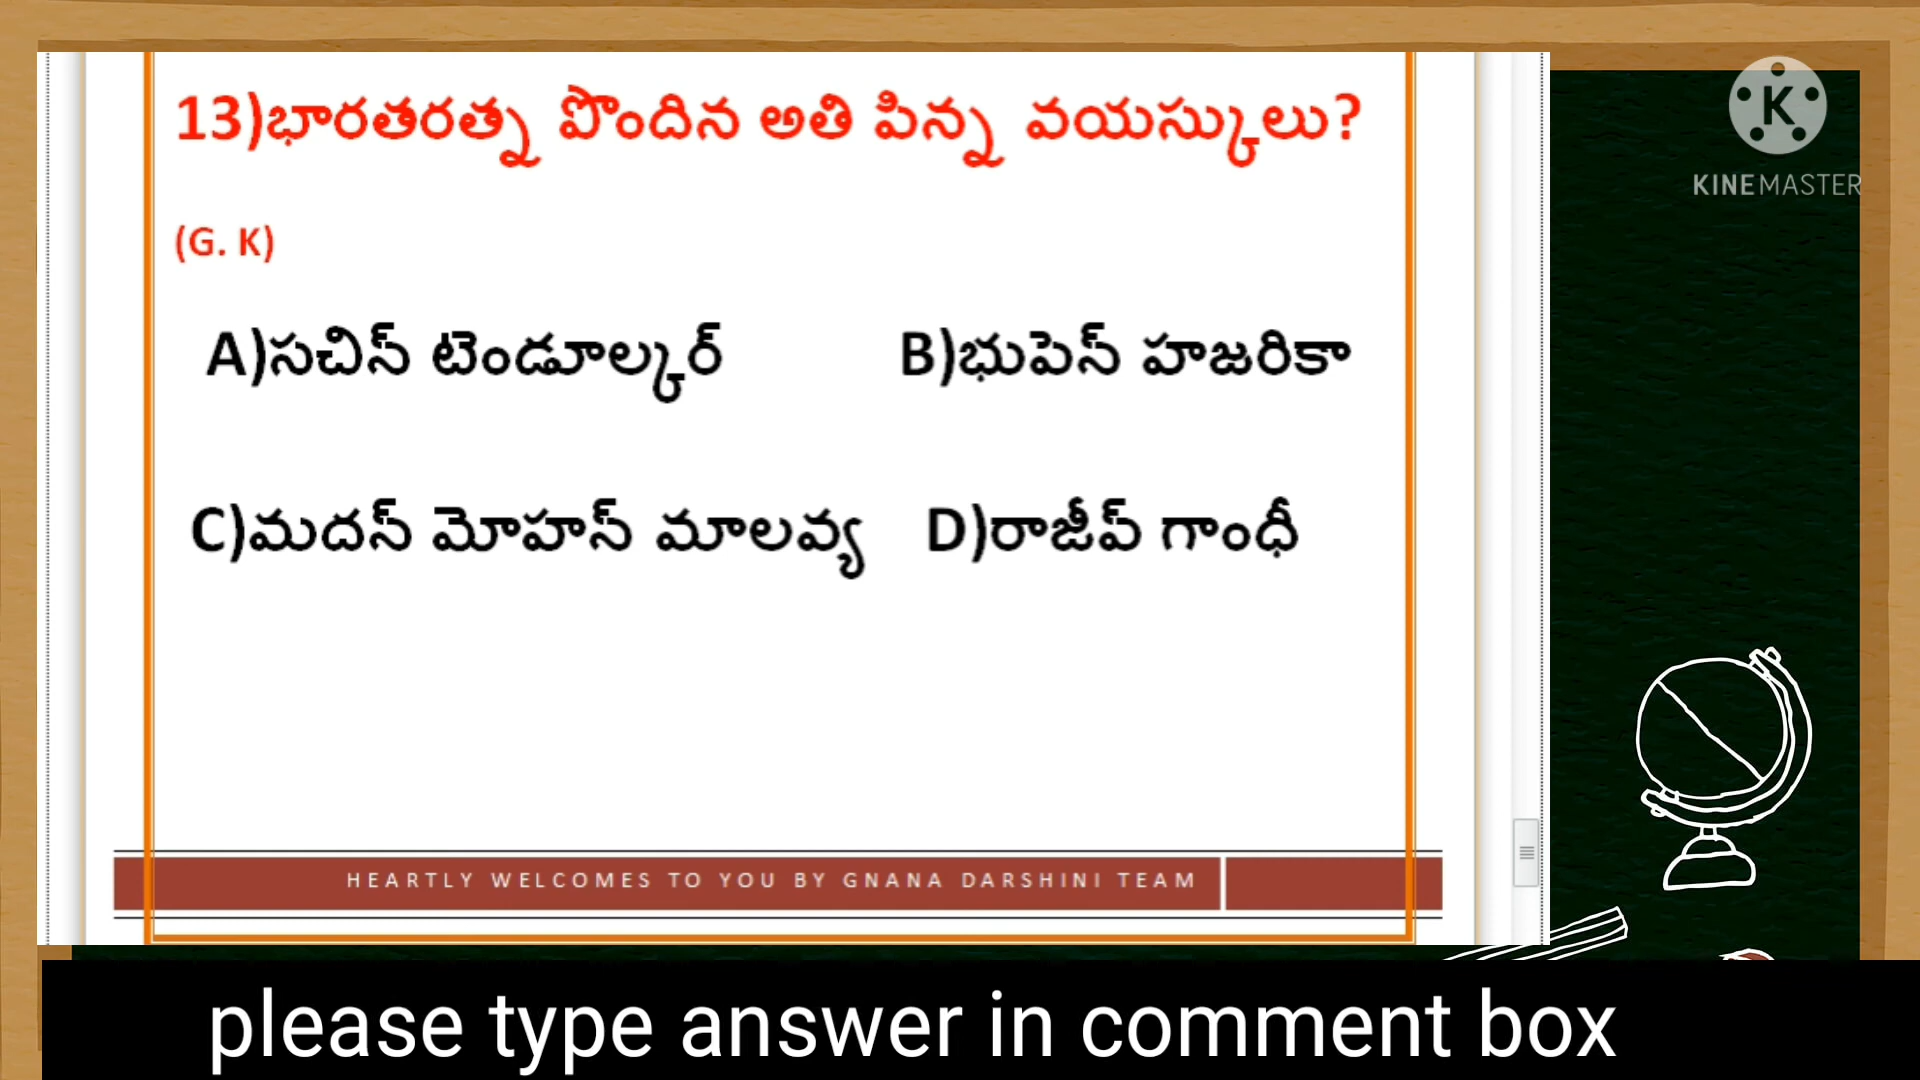 13)భారతరత్న పొందిన అతి పిన్న వయస్కులు?
(G. K)
A)సచిన్ టెండూల్కర్ B)భుపెన్ హజరికా
C)మదన్ మోహన్ మాలవ్య D)రాజీవ్ గాంధీ
HEARTLY WELCOMES TO YOU BY GNANA DARSHINI TEAM
K
KINEMASTER
please type answer in comment box